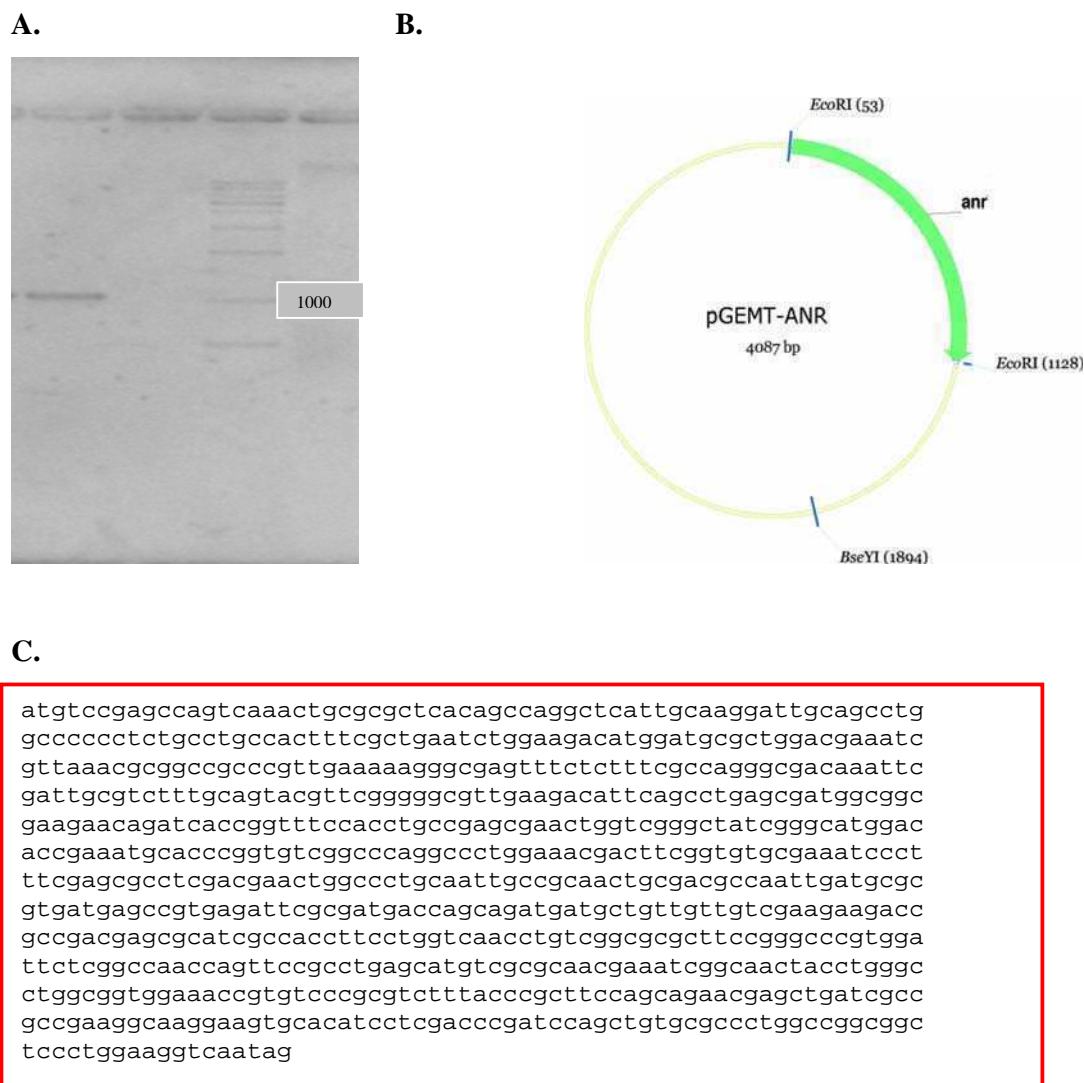 A.
B.
1000
EcoRI (53)
anr
pGEMT-ANR
4087 bp
EcoRI (1128)
BseYI (1894)
C.
atgtccgagccagtcaaactgcgcgctcacagccaggctcattgcaaggattgcagcctg
gcccccctctgcctgccactttcgctgaatctggaagacatggatgcgctggacgaaatc
gttaaacgcggccgcccgttgaaaaagggcgagtttctctttcgccagggcgacaaattc
gattgcgtctttgcagtacgttcgggggcgttgaagacattcagcctgagcgatggcggc
gaagaacagatcaccggtttccacctgccgagcgaactggtcgggctatcgggcatggac
accgaaatgcacccggtgtcggcccaggccctggaaacgacttcggtgtgcgaaatccct
ttcgagcgcctcgacgaactggccctgcaattgccgcaactgcgacgccaattgatgcgc
gtgatgagccgtgagattcgcgatgaccagcagatgatgctgttgttgtcgaagaagacc
gccgacgagcgcatcgccaccttcctggtcaacctgtcggcgcgcttccgggcccgtgga
ttctcggccaaccagttccgcctgagcatgtcgcgcaacgaaatcggcaactacctgggc
ctggcggtggaaaccgtgtcccgcgtctttacccgcttccagcagaacgagctgatcgcc
gccgaaggcaaggaagtgcacatcctcgacccgatccagctgtgcgccctggccggcggc
tccctggaaggtcaatag